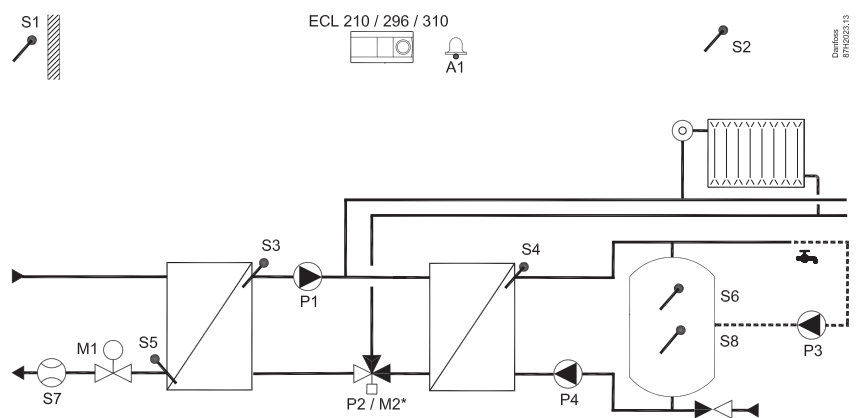 S1
ECL 210 / 296 / 310
A1
S2
Danfoss
87H2023.13
S3
P1
S4
S6
S8
P3
M1
S5
S7
P2 / M2*
P4